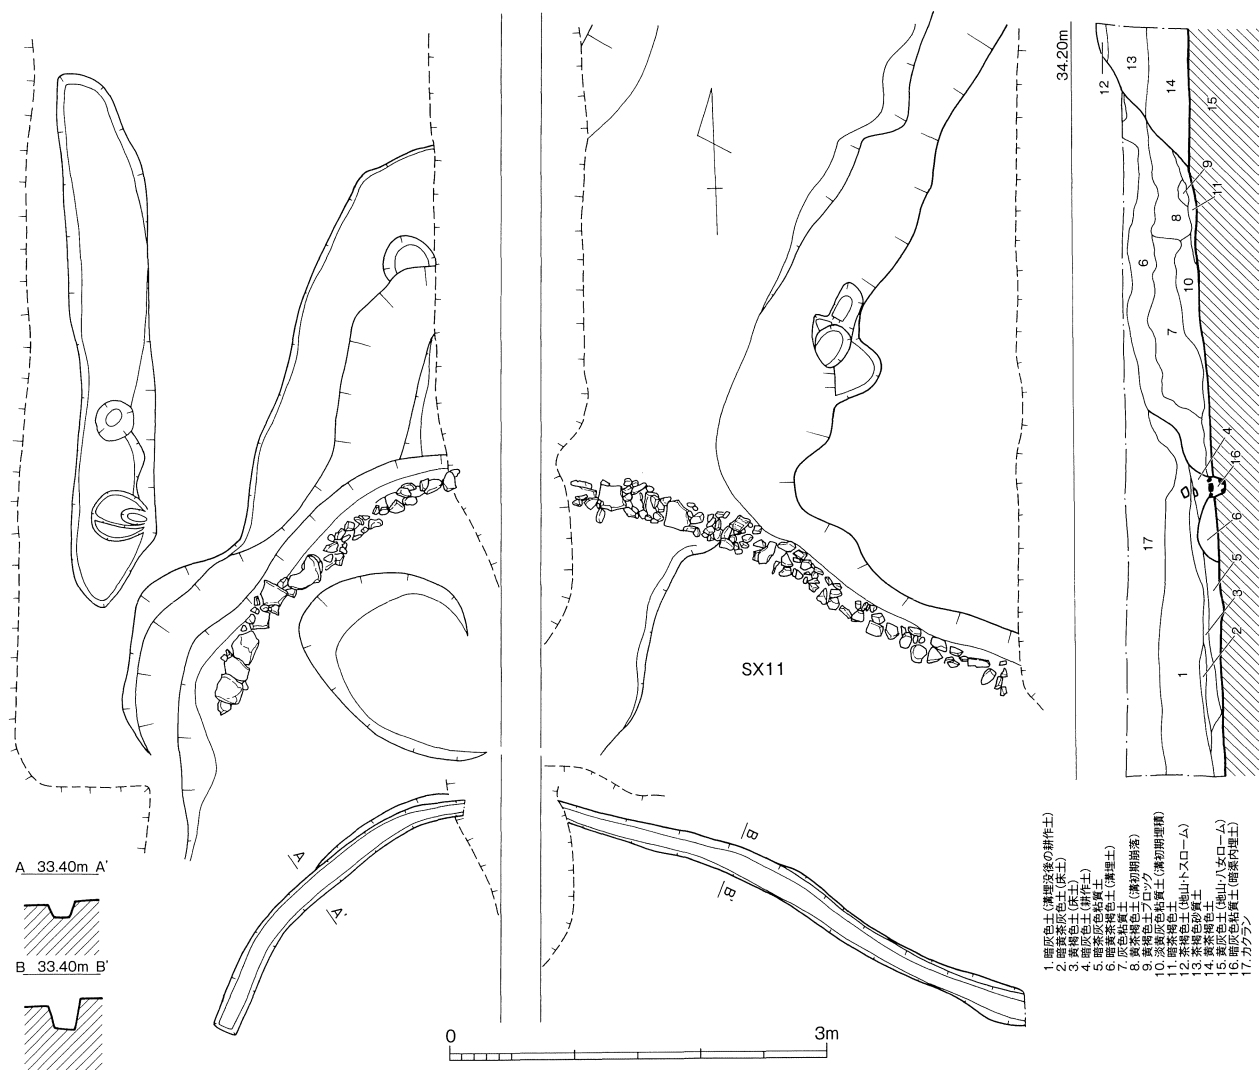 34.20m
12
13
14
15
9
11
8
6
10
7
4
16
6
5
17
3
2
1
SX11
A 33.40m A'
B 33.40m B'
A
A'
B
B'
0
3m
1. 暗灰色土(溝埋没後の耕作土)
2. 暗黄茶灰色土(床土)
3. 黄褐色土(床土)
4. 暗灰色土(耕作土)
5. 暗茶灰色粘質土
6. 暗黄茶褐色土(溝埋土)
7. 灰色粘質土
8. 黄茶褐色土(溝初期崩落)
9. 黄褐色土ブロック
10. 淡黄灰色粘質土(溝初期埋積)
11. 暗茶褐色土
12. 茶褐色土(地山・トスローム)
13. 茶褐色砂質土
14. 黄茶褐色土
15. 黄灰色土(地山・八女ローム)
16. 暗灰色粘質土(暗渠内埋土)
17. カクラン